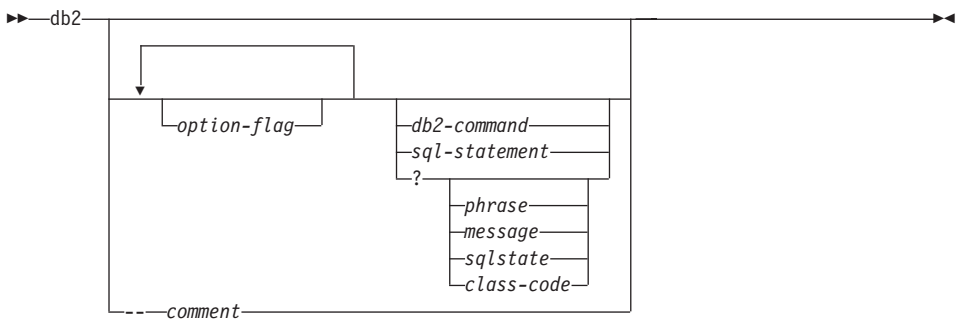 db2
option-flag
db2-command
sql-statement
?
phrase
message
sqlstate
class-code
-- comment